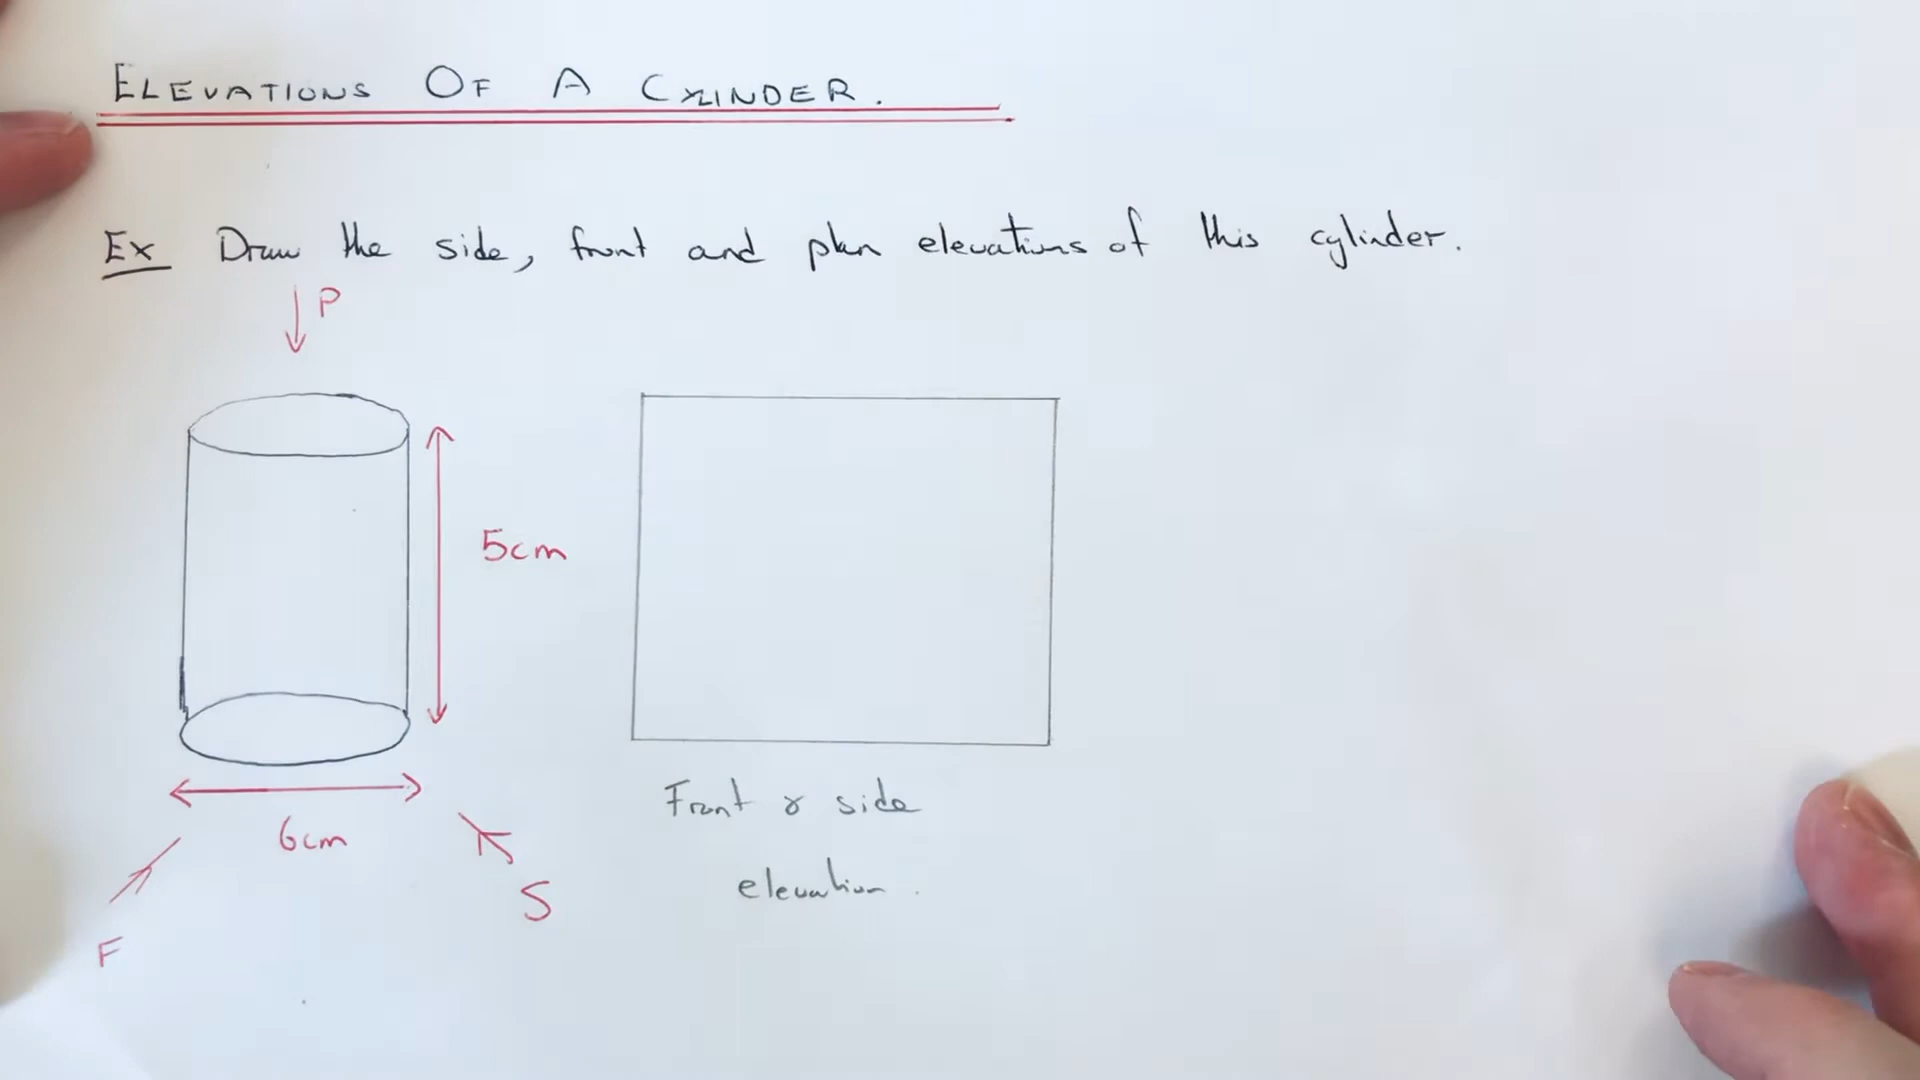 ELEVATIONS OF A CYLINDER.
Ex Draw the side, front and plan elevations of this cylinder.
P
5cm
6cm
F
S
Front & side
elevation.